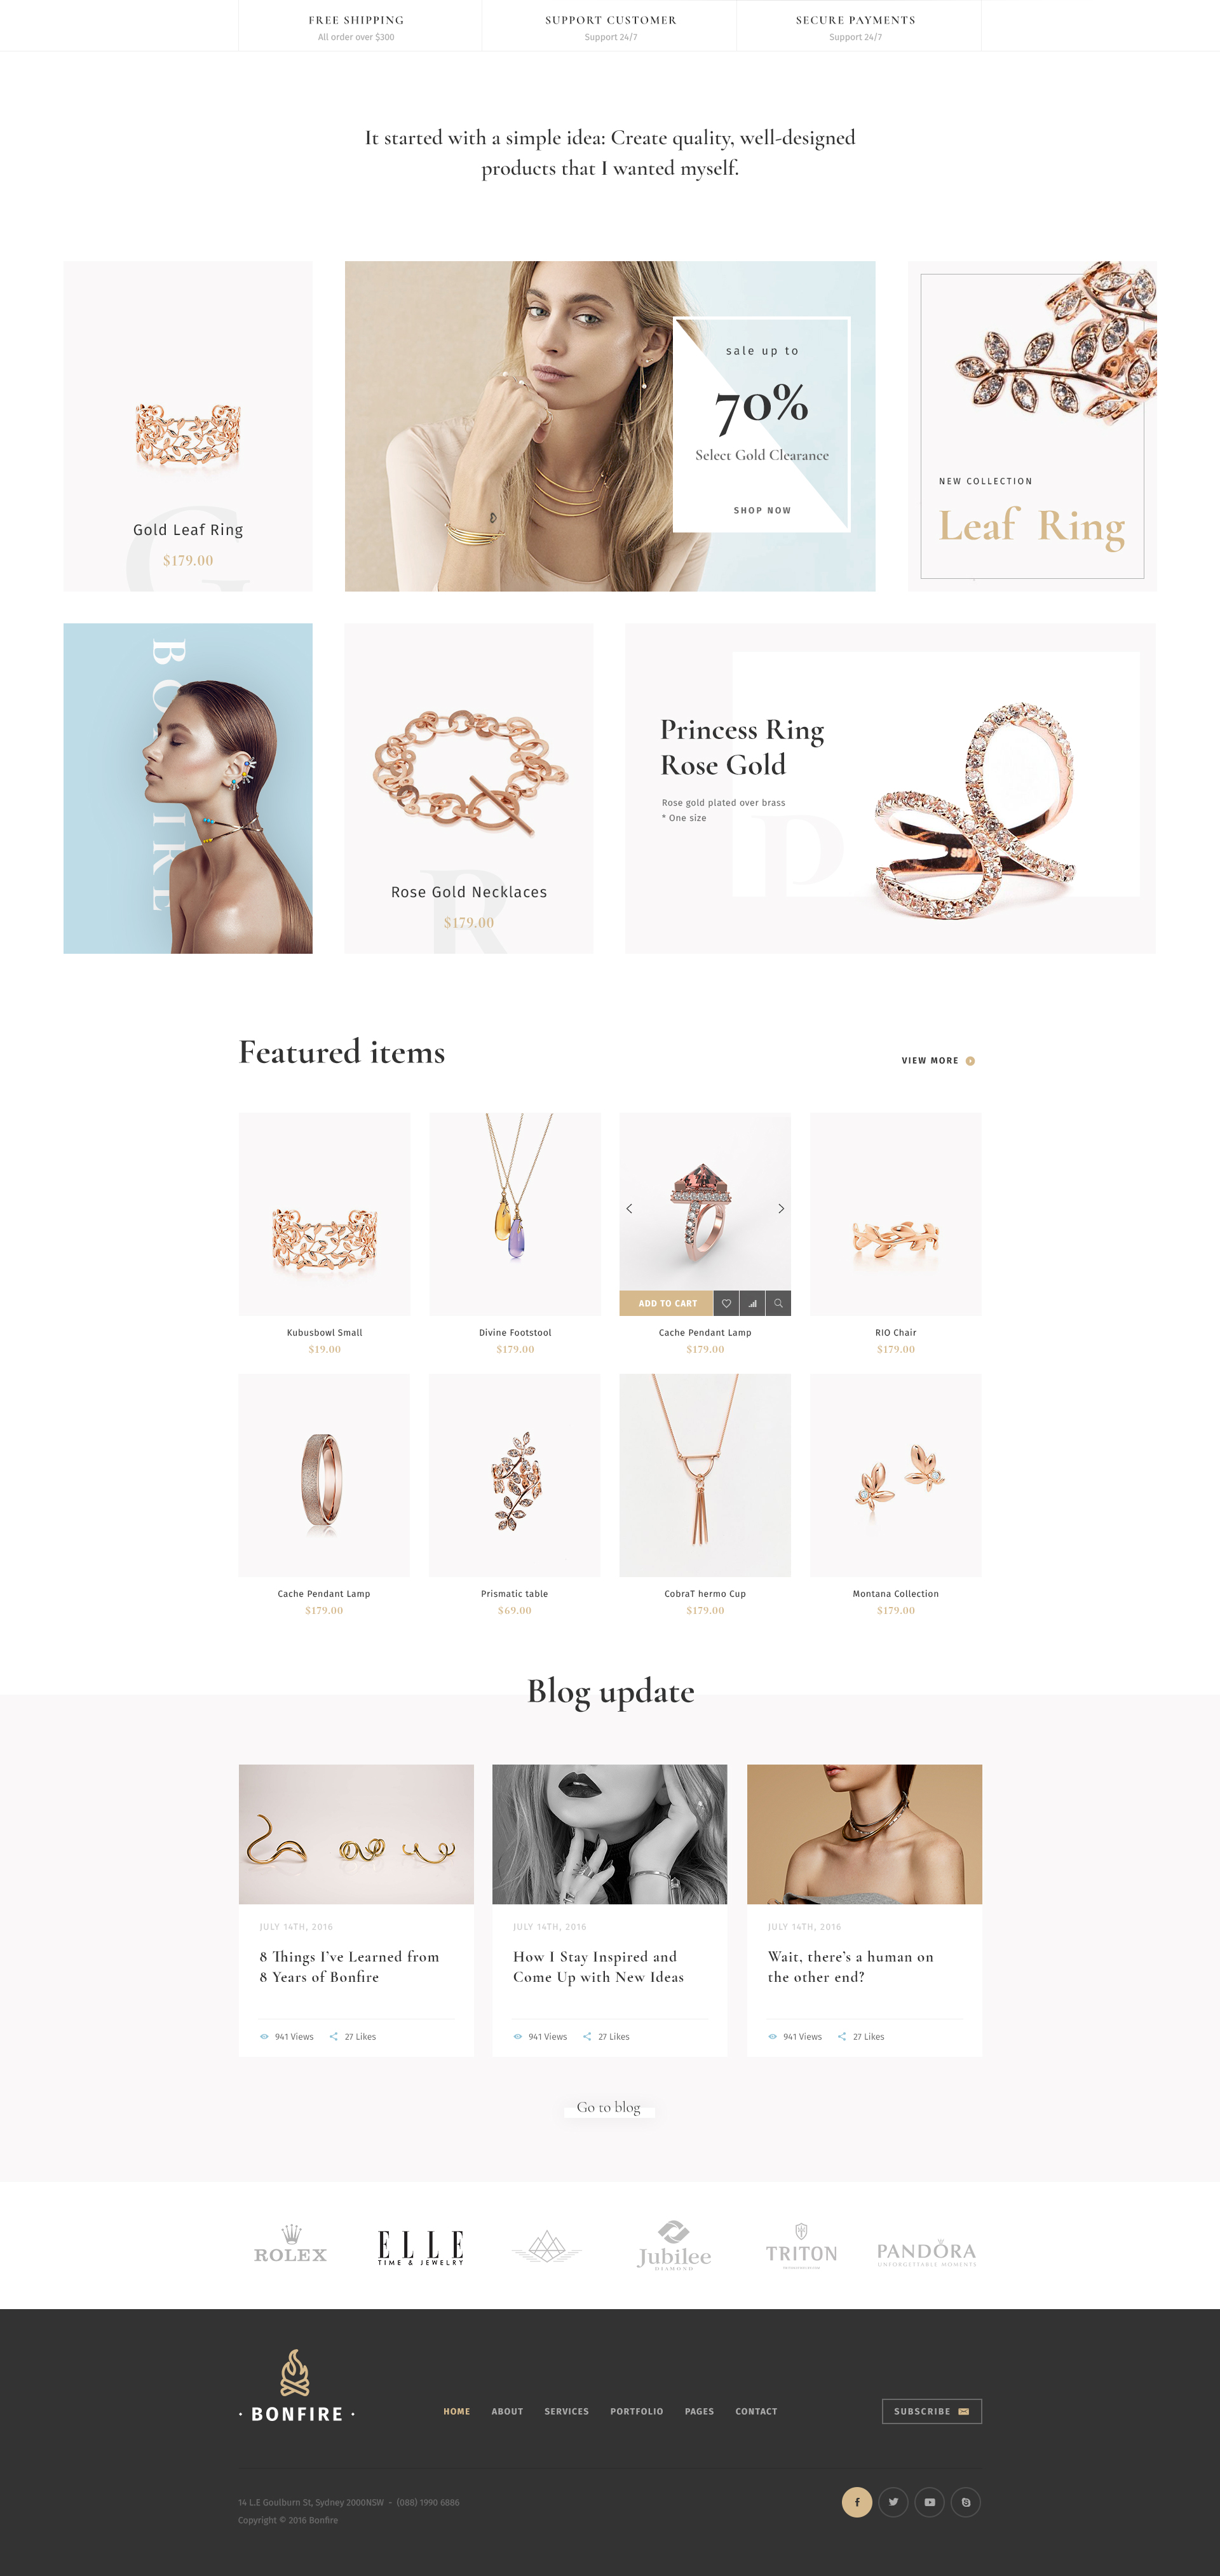 FREE SHIPPING
All order over $300
SUPPORT CUSTOMER
Support 24/7
SECURE PAYMENTS
Support 24/7
It started with a simple idea: Create quality, well-designed
products that I wanted myself.
G
Gold Leaf Ring
$179.00
sale up to
70%
Select Gold Clearance
SHOP NOW
NEW COLLECTION
Leaf Ring
R
Rose Gold Necklaces
$179.00
Princess Ring
Rose Gold
Rose gold plated over brass
* One size
P
Featured items
VIEW MORE
ADD TO CART
Kubusbowl Small
$19.00
Divine Footstool
$179.00
Cache Pendant Lamp
$179.00
RIO Chair
$179.00
Cache Pendant Lamp
$179.00
Prismatic table
$69.00
CobraT hermo Cup
$179.00
Montana Collection
$179.00
Blog update
JULY 14TH, 2016
8 Things I've Learned from
8 Years of Bonfire
941 Views
27 Likes
JULY 14TH, 2016
How I Stay Inspired and
Come Up with New Ideas
941 Views
27 Likes
JULY 14TH, 2016
Wait, there's a human on
the other end?
941 Views
27 Likes
Go to blog
ROLEX
ELLE
TIME & JEWELRY
Jubilee
DIAMOND
TRITON
PANDORA
UNFORGETTABLE MOMENTS
· BONFIRE ·
HOME
ABOUT
SERVICES
PORTFOLIO
PAGES
CONTACT
SUBSCRIBE
14 L.E Goulburn St, Sydney 2000NSW - (088) 1990 6886
Copyright © 2016 Bonfire